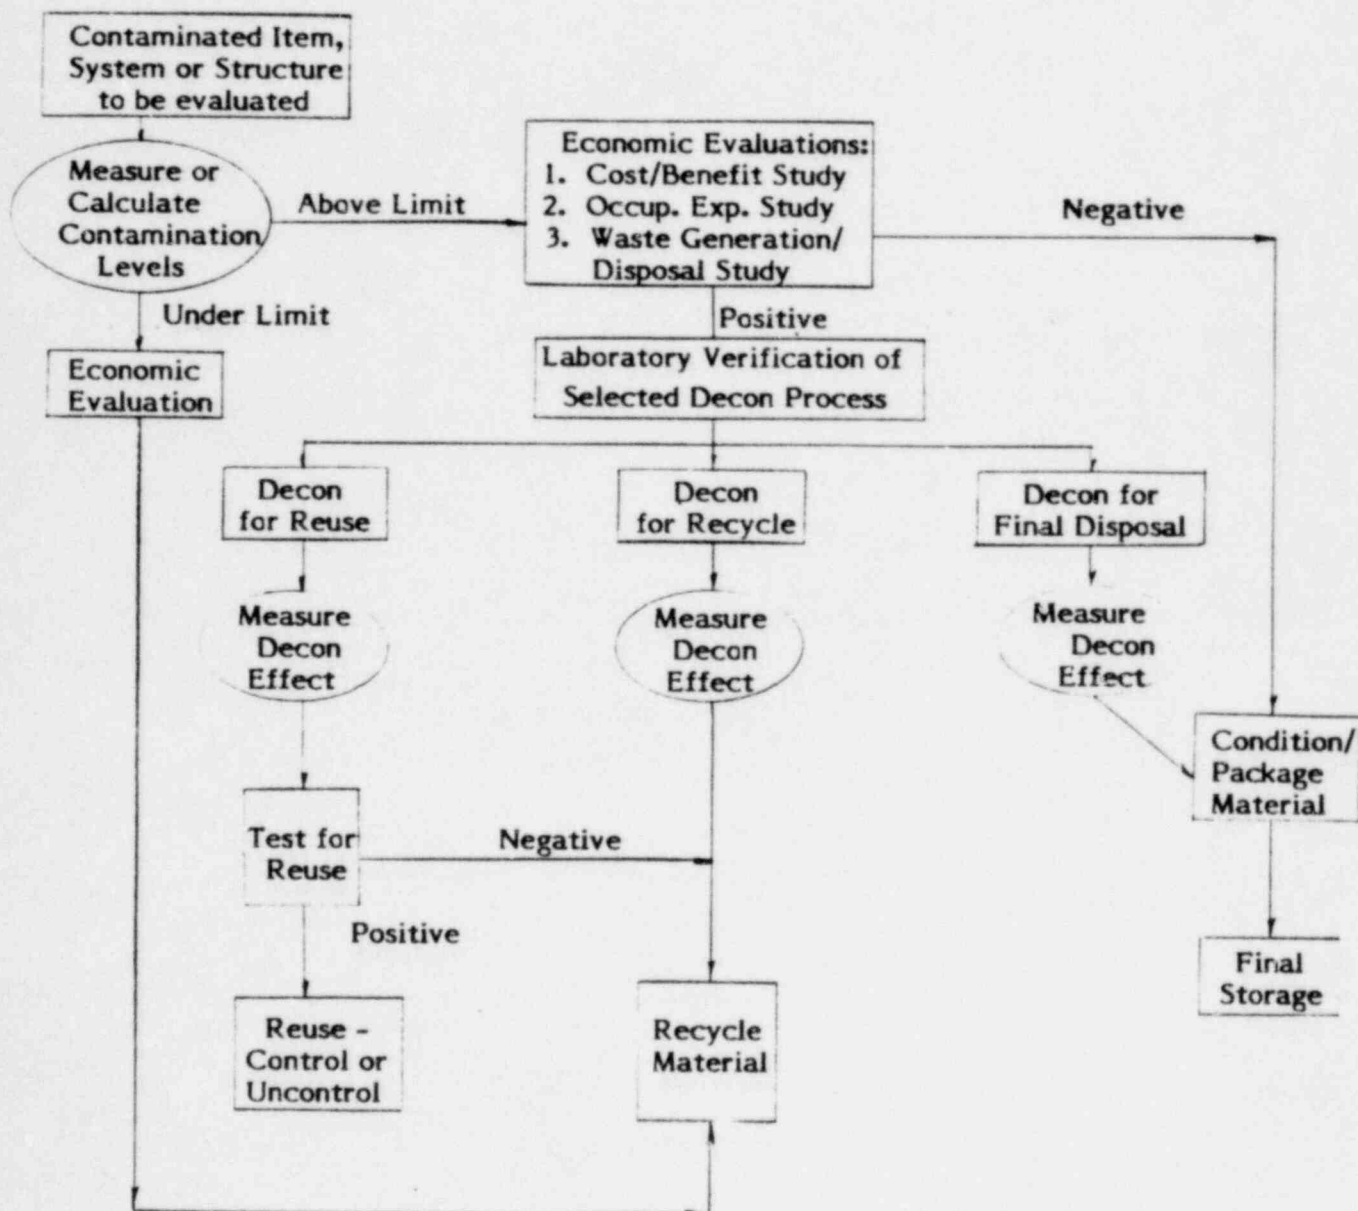 Contaminated Item,
System or Structure
to be evaluated
Measure or
Calculate
Contamination
Levels
Above Limit
Economic Evaluations:
1. Cost/Benefit Study
2. Occup. Exp. Study
3. Waste Generation/
Disposal Study
Negative
Under Limit
Positive
Economic
Evaluation
Laboratory Verification of
Selected Decon Process
Decon
for Reuse
Decon
for Recycle
Decon for
Final Disposal
Measure
Decon
Effect
Measure
Decon
Effect
Measure
Decon
Effect
Condition/
Package
Material
Test for
Reuse
Negative
Positive
Final
Storage
Reuse -
Control or
Uncontrol
Recycle
Material